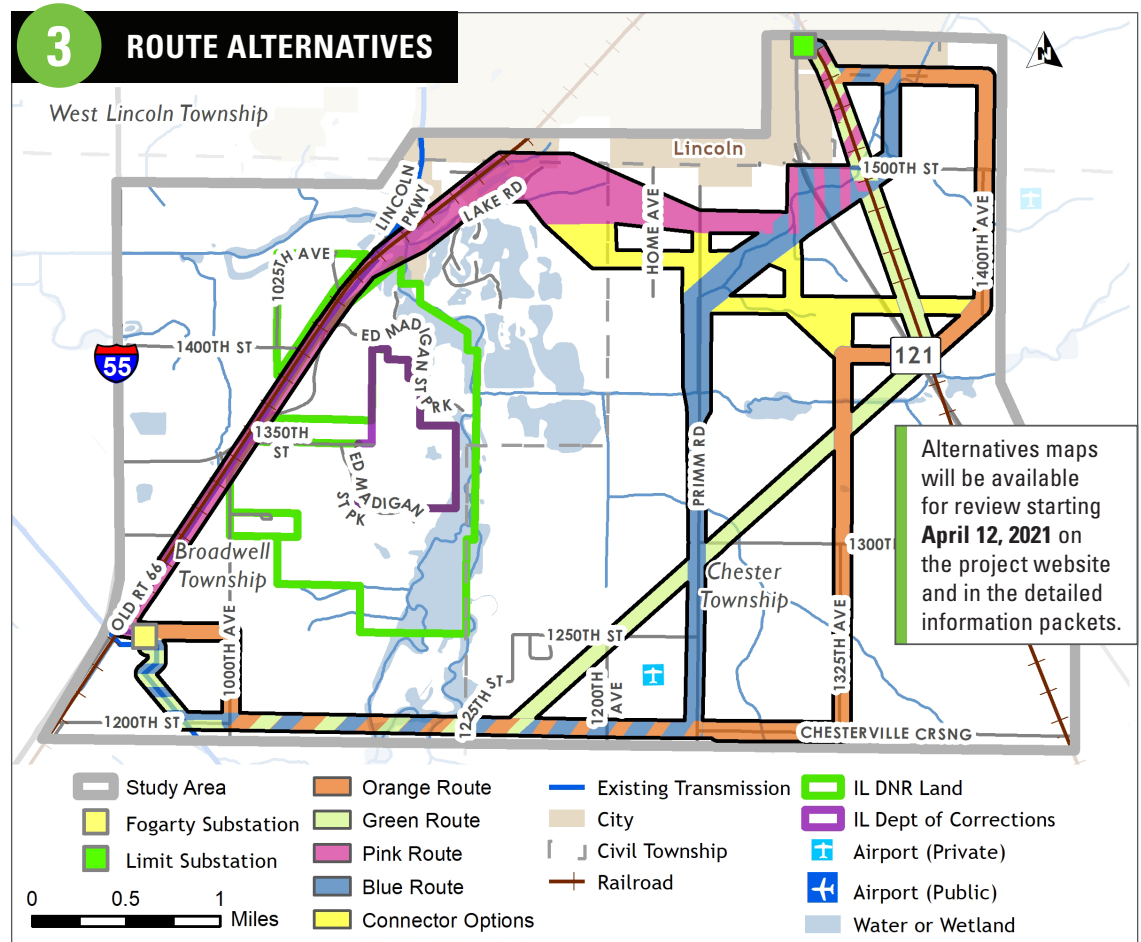 3 ROUTE ALTERNATIVES
N
West Lincoln Township
Lincoln
LINCOLN
PKWY
LAKE RD
HOME AVE
1500TH ST
1400TH AVE
1025TH AVE
1400TH ST
55
ED MADIGAN ST PRK
121
1350TH
ST
ED MADIGAN
ST PK
PRIMM RD
Alternatives maps
will be available
for review starting
April 12, 2021 on
the project website
and in the detailed
information packets.
1300T
Broadwell
Township
Chester
Township
OLD RT 66
1000TH AVE
1250TH ST
1225TH ST
1200TH
AVE
1325TH AVE
1200TH ST
CHESTERVILLE CRSNG
Study Area
Fogarty Substation
Limit Substation
0 0.5 1
Miles
Orange Route
Green Route
Pink Route
Blue Route
Connector Options
Existing Transmission
City
Civil Township
Railroad
IL DNR Land
IL Dept of Corrections
Airport (Private)
Airport (Public)
Water or Wetland